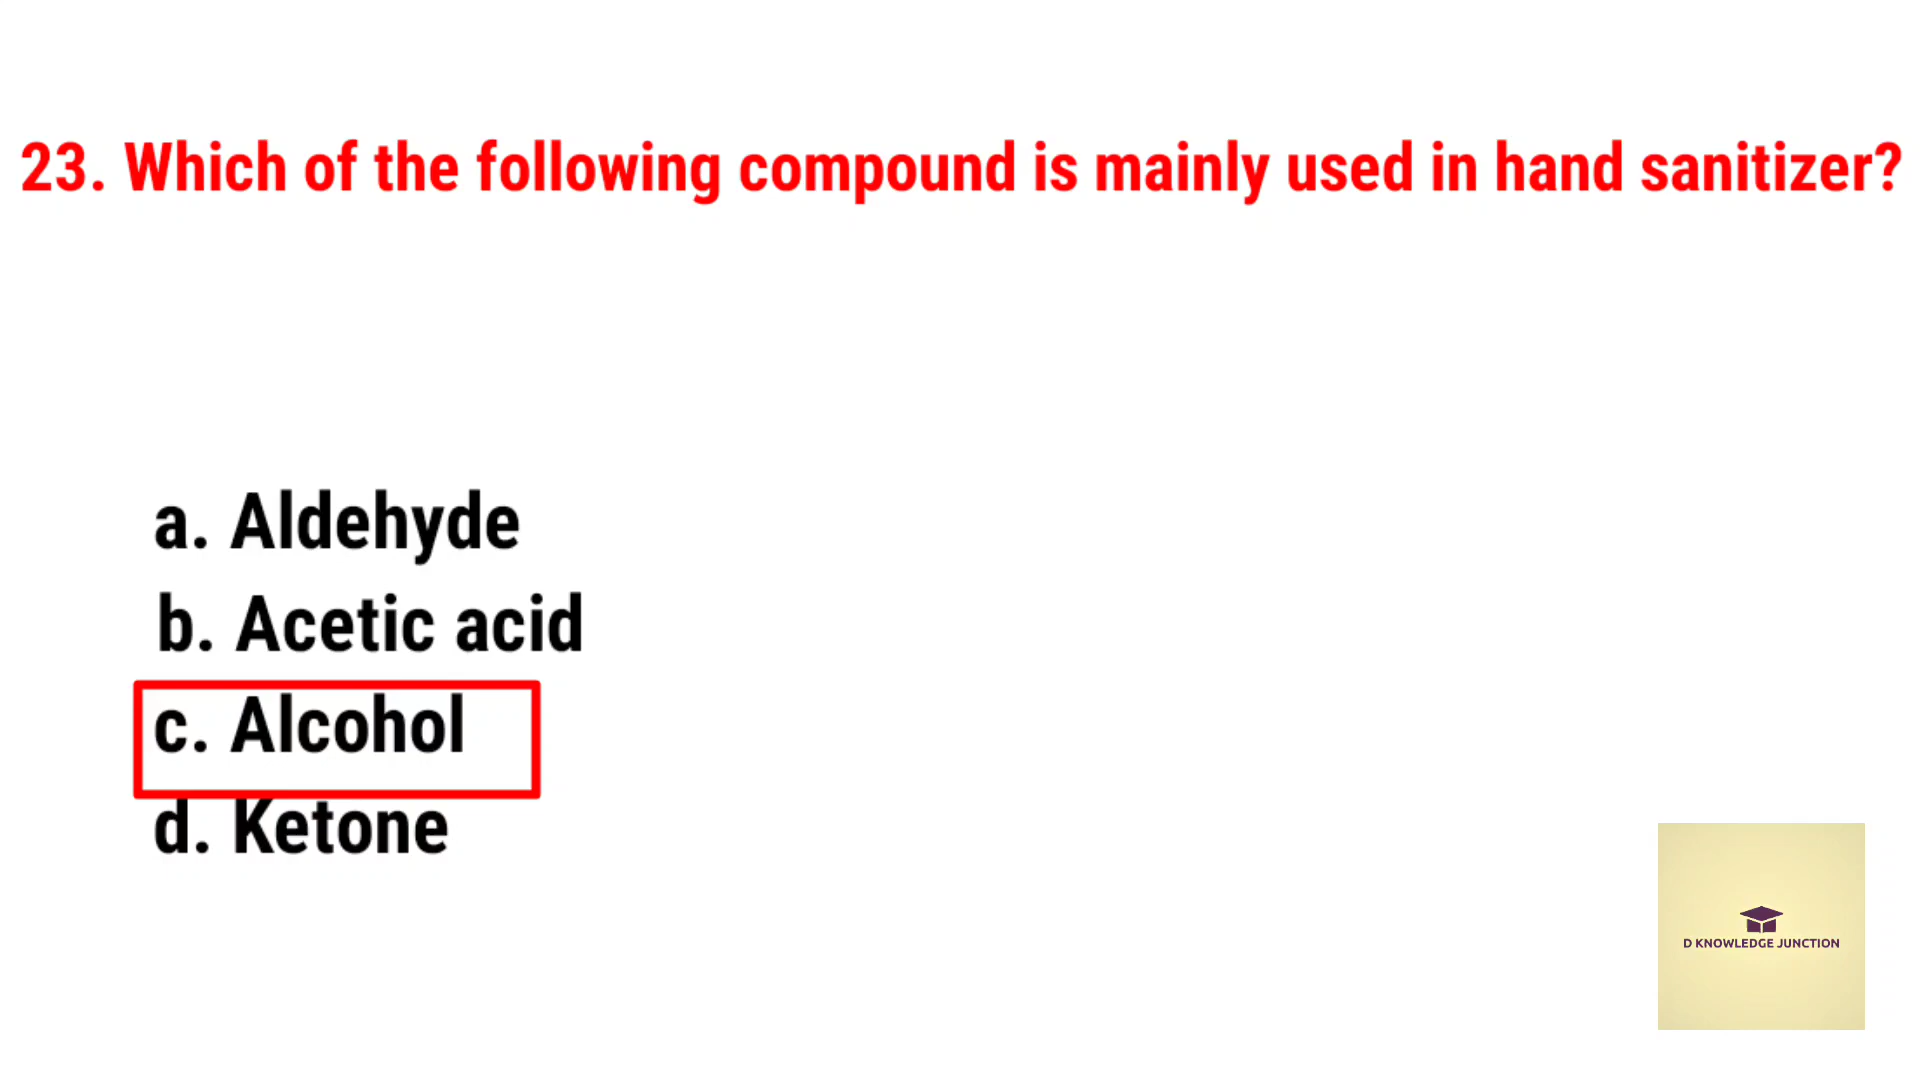 23. Which of the following compound is mainly used in hand sanitizer?
a. Aldehyde
b. Acetic acid
c. Alcohol
d. Ketone
D KNOWLEDGE JUNCTION